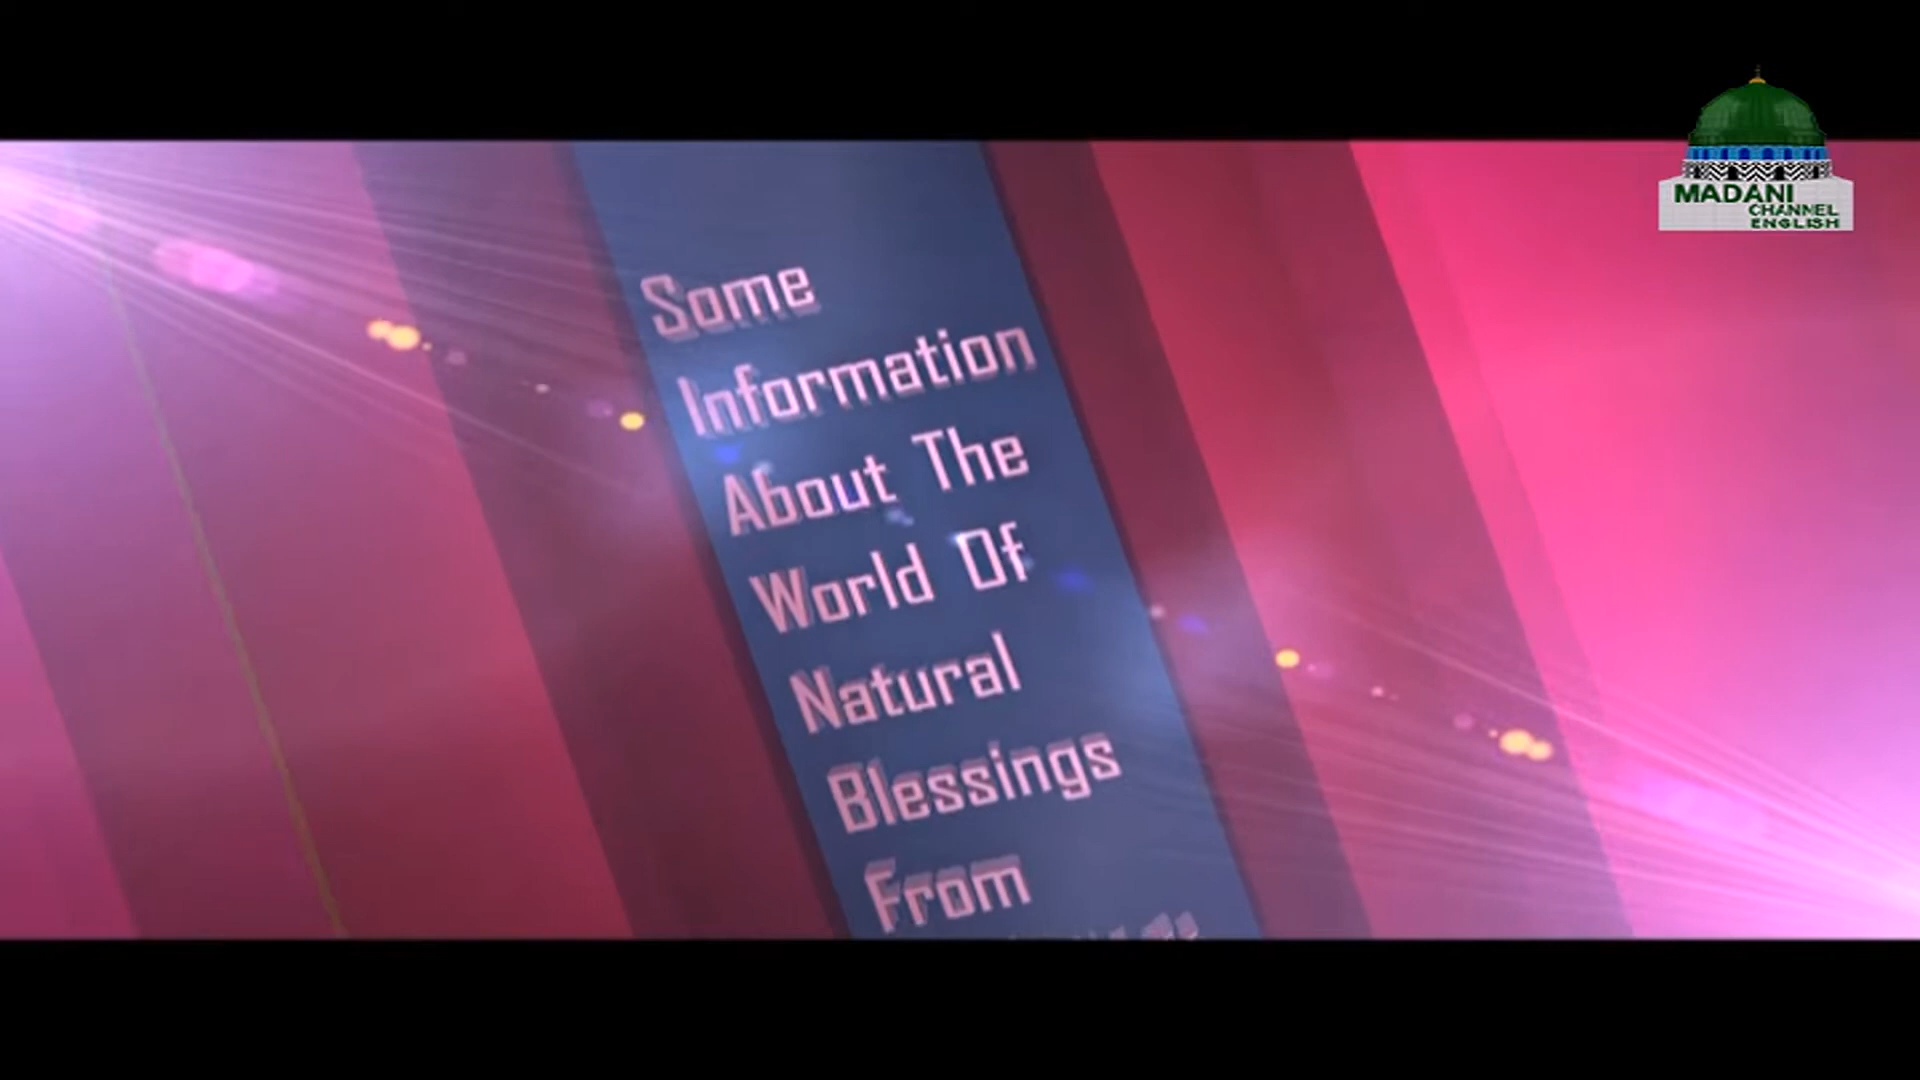 MADANI
CHANNEL
ENGLISH
Some
Information
About The
World Of
Natural
Blessings
From